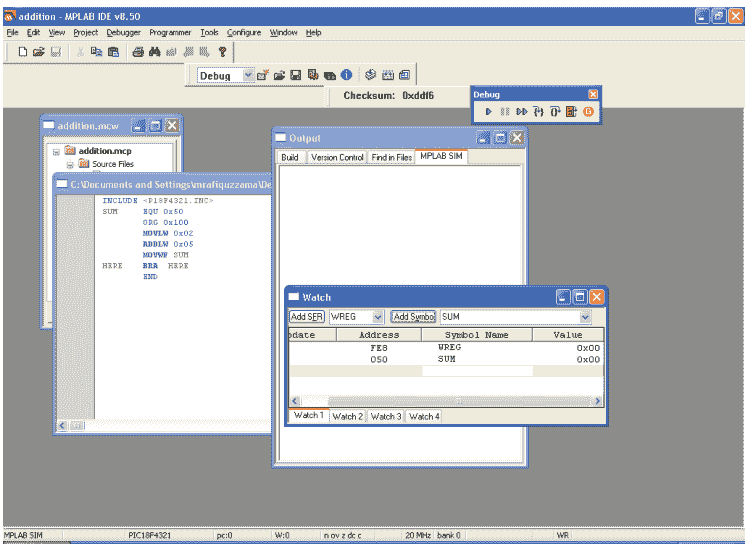 addition - MPLAB IDE v8.50
File Edit View Project Debugger Programmer Tools Configure Window Help
Debug
Checksum: 0xddf6
Debug
addition.mcw
addition.mcp
Source Files
Output
Build Version Control Find in Files MPLAB SIM
C:\Documents and Settings\mrafiquzzama\De
INCLUDE <P18F4321.INC>
SUM EQU 0x50
ORG 0x100
MOVLW 0x02
ADDLW 0x05
MOVWF SUM
HERE BRA HERE
END
Watch
Add SFR WREG Add Symbol SUM
pdate Address Symbol Name Value
FE8 WREG 0x00
050 SUM 0x00
Watch 1 Watch 2 Watch 3 Watch 4
MPLAB SIM PIC18F4321 pc:0 W:0 n ov z dc c 20 MHz bank 0 WR